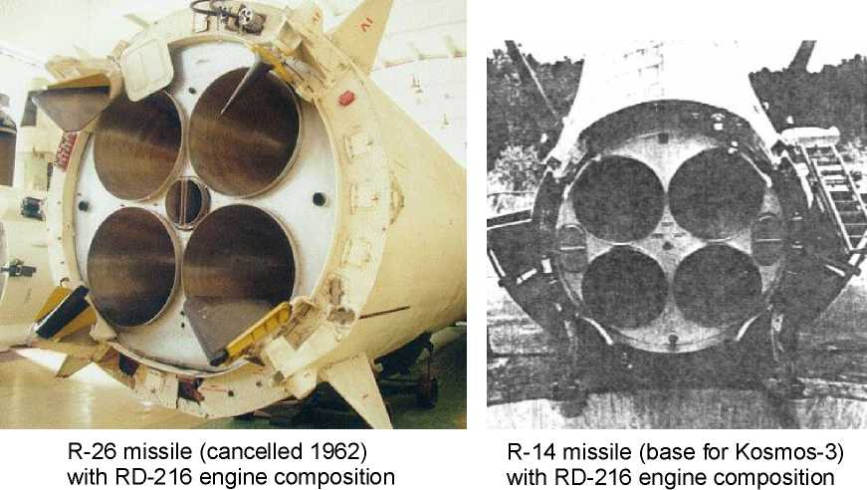 IV
R-26 missile (cancelled 1962)
with RD-216 engine composition
R-14 missile (base for Kosmos-3)
with RD-216 engine composition